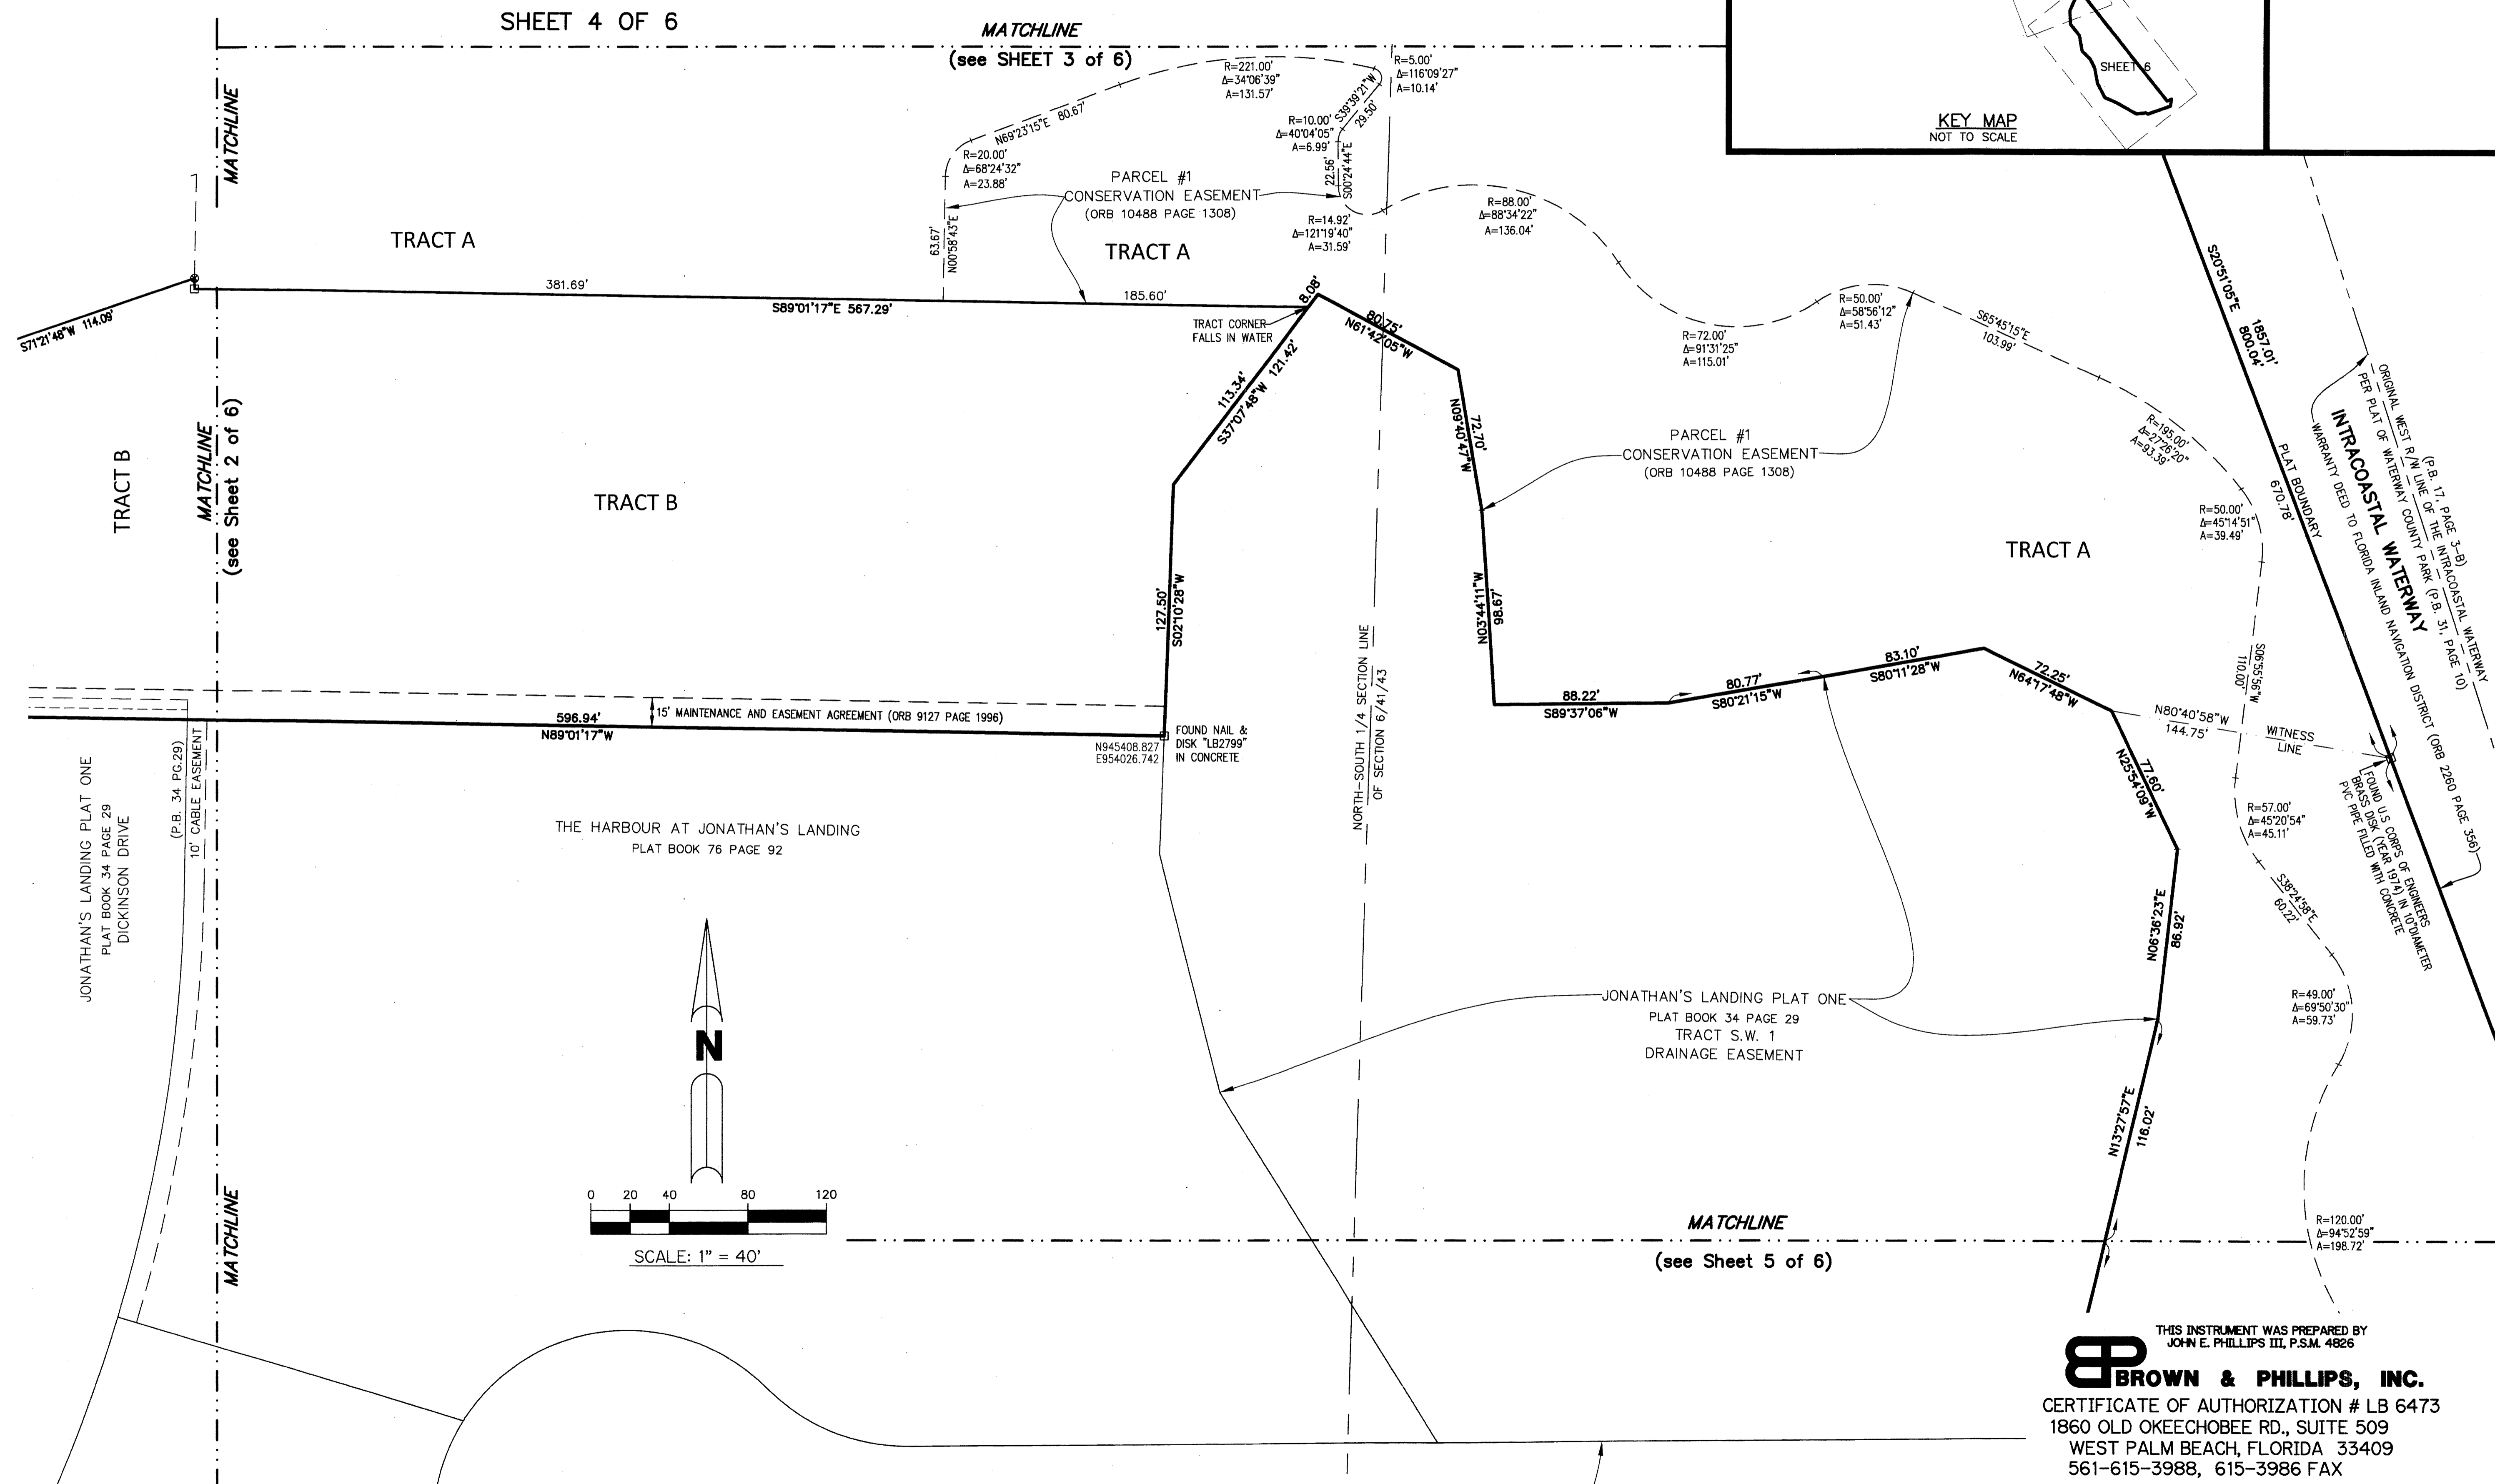 SHEET 4 OF 6
MATCHLINE
(see SHEET 3 of 6)
MATCHLINE
SHEET 6
KEY MAP
NOT TO SCALE
R=221.00'
Δ=34°06'39"
A=131.57'
R=5.00'
Δ=116°09'27"
A=10.14'
S39°39'21"W
29.50'
N69°23'15"E 80.67'
R=10.00'
Δ=40°04'05"
A=6.99'
R=20.00'
Δ=68°24'32"
A=23.88'
22.56'
S00°24'44"E
PARCEL #1
CONSERVATION EASEMENT
(ORB 10488 PAGE 1308)
R=14.92'
Δ=121°19'40"
A=31.59'
R=88.00'
Δ=88°34'22"
A=136.04'
63.67'
N00°58'43"E
TRACT A
TRACT A
S71°21'48"W 114.09'
381.69'
S89°01'17"E 567.29'
185.60'
8.08'
TRACT CORNER
FALLS IN WATER
80.75'
N61°42'05"W
113.34'
S37°07'48"W 121.42'
R=72.00'
Δ=91°31'25"
A=115.01'
R=50.00'
Δ=58°56'12"
A=51.43'
S65°45'15"E
103.99'
S20°51'05"E
1857.01'
800.04'
PLAT BOUNDARY
670.78'
INTRACOASTAL WATERWAY
WARRANTY DEED TO FLORIDA INLAND NAVIGATION DISTRICT (ORB 2260 PAGE 356)
ORIGINAL WEST R/W LINE OF THE INTRACOASTAL WATERWAY
PER PLAT OF WATERWAY COUNTY PARK (P.B. 31, PAGE 10)
(P.B. 17, PAGE 3-B)
MATCHLINE
(see Sheet 2 of 6)
TRACT B
TRACT B
72.70'
N09°40'47"W
PARCEL #1
CONSERVATION EASEMENT
(ORB 10488 PAGE 1308)
R=195.00'
Δ=27°26'20"
A=93.39'
R=50.00'
Δ=45°14'51"
A=39.49'
TRACT A
127.50'
S02°10'28"W
N03°44'11"W
98.67'
S06°55'56"W
110.00'
NORTH-SOUTH 1/4 SECTION LINE
OF SECTION 6/41/43
88.22'
S89°37'06"W
80.77'
S80°21'15"W
83.10'
S80°11'28"W
72.25'
N64°17'48"W
N80°40'58"W
144.75'
WITNESS
LINE
596.94'
N89°01'17"W
15' MAINTENANCE AND EASEMENT AGREEMENT (ORB 9127 PAGE 1996)
FOUND NAIL &
DISK "LB2799"
IN CONCRETE
N945408.827
E954026.742
77.60'
N25°54'09"W
FOUND U.S CORPS OF ENGINEERS
BRASS DISK (YEAR 1974) IN 10"DIAMETER
PVC PIPE FILLED WITH CONCRETE
R=57.00'
Δ=45°20'54"
A=45.11'
S38°24'58"E
60.22'
JONATHAN'S LANDING PLAT ONE
PLAT BOOK 34 PAGE 29
DICKINSON DRIVE
(P.B. 34 PG.29)
10' CABLE EASEMENT
THE HARBOUR AT JONATHAN'S LANDING
PLAT BOOK 76 PAGE 92
N06°36'23"E
86.92'
R=49.00'
Δ=69°50'30"
A=59.73'
N
JONATHAN'S LANDING PLAT ONE
PLAT BOOK 34 PAGE 29
TRACT S.W. 1
DRAINAGE EASEMENT
N13°27'57"E
116.02'
MATCHLINE
0 20 40 80 120
SCALE: 1" = 40'
MATCHLINE
(see Sheet 5 of 6)
R=120.00'
Δ=94°52'59"
A=198.72'
THIS INSTRUMENT WAS PREPARED BY
JOHN E. PHILLIPS III, P.S.M. 4826
BP
BROWN & PHILLIPS, INC.
CERTIFICATE OF AUTHORIZATION # LB 6473
1860 OLD OKEECHOBEE RD., SUITE 509
WEST PALM BEACH, FLORIDA 33409
561-615-3988, 615-3986 FAX